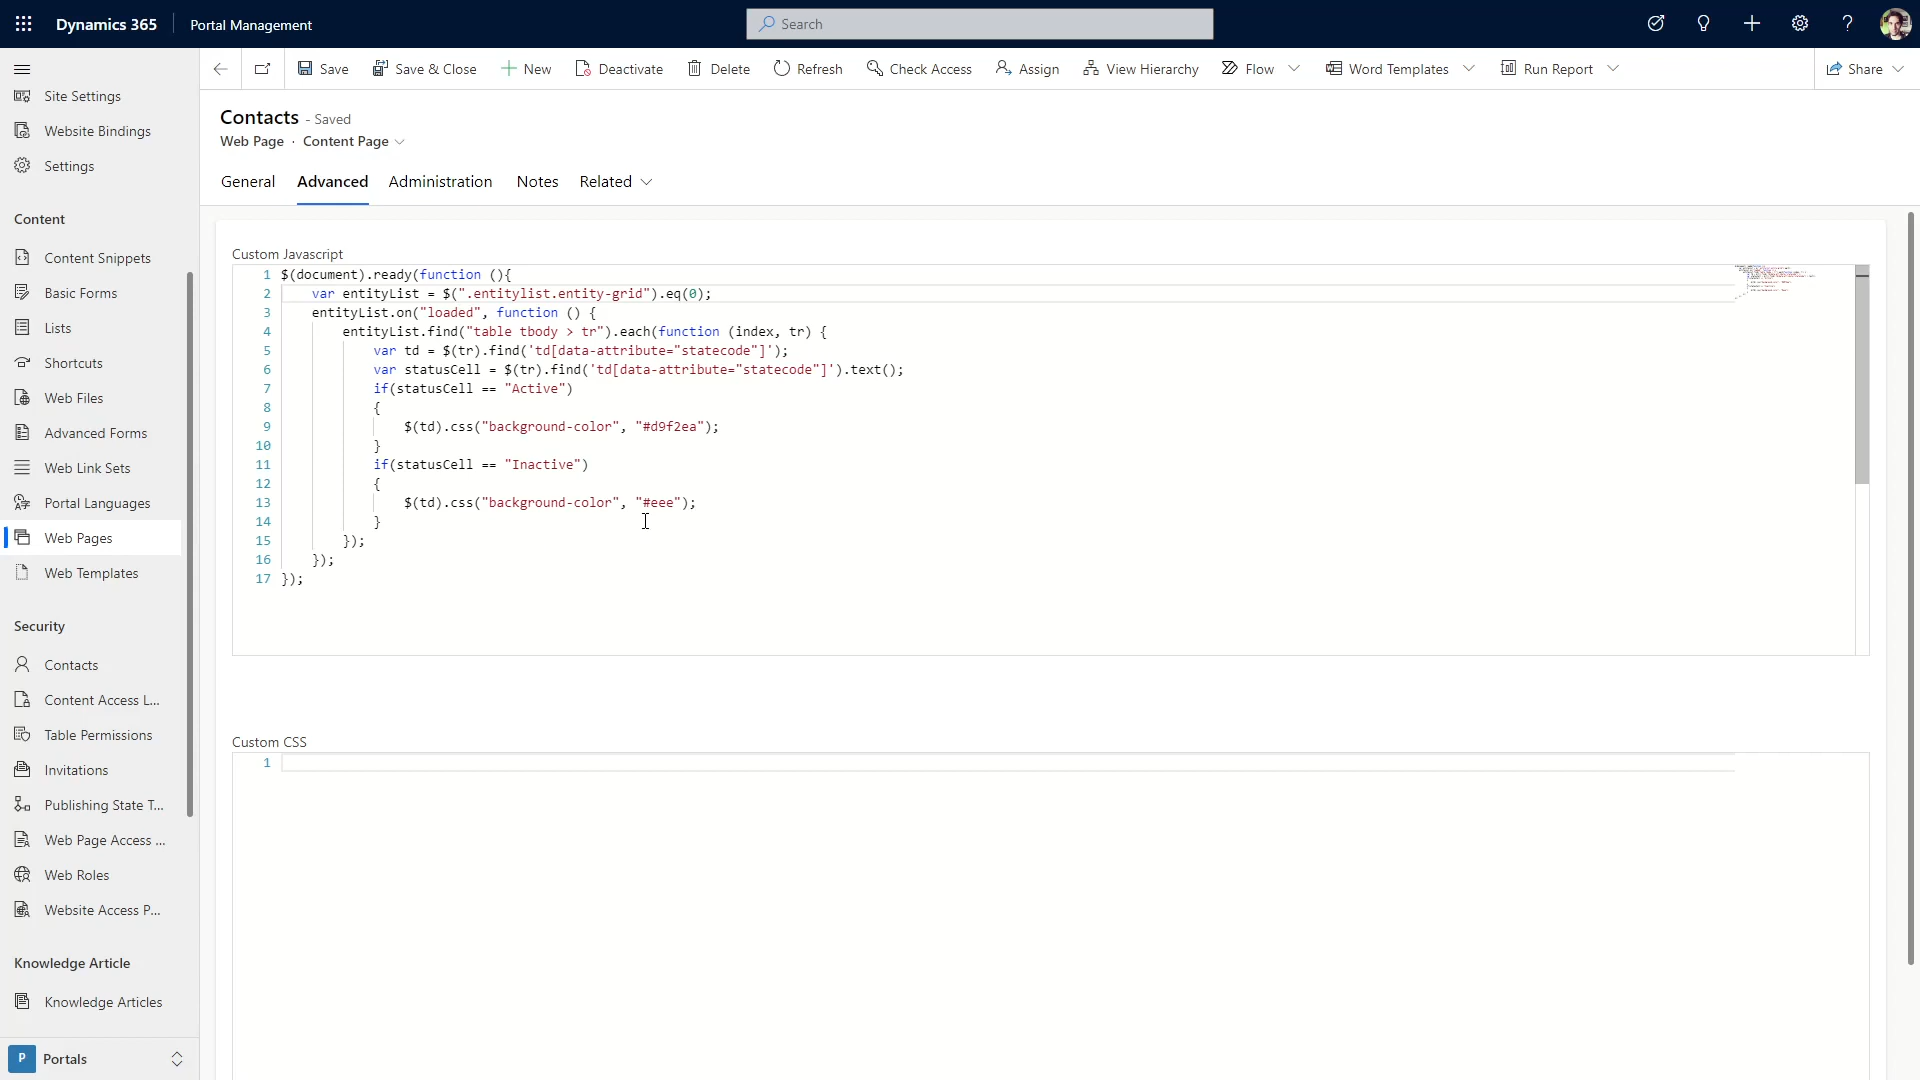 Dynamics 365
Portal Management
Search
Save
Save & Close
New
Deactivate
Delete
Refresh
Check Access
Assign
View Hierarchy
Flow
Word Templates
Run Report
Share
Site Settings
Website Bindings
Settings
Content
Content Snippets
Basic Forms
Lists
Shortcuts
Web Files
Advanced Forms
Web Link Sets
Portal Languages
Web Pages
Web Templates
Security
Contacts
Content Access L...
Table Permissions
Invitations
Publishing State T...
Web Page Access ...
Web Roles
Website Access P...
Knowledge Article
Knowledge Articles
P Portals
Contacts - Saved
Web Page · Content Page
General
Advanced
Administration
Notes
Related
Custom Javascript
1 $(document).ready(function (){
2 var entityList = $(".entitylist.entity-grid").eq(0);
3 entityList.on("loaded", function () {
4 entityList.find("table tbody > tr").each(function (index, tr) {
5 var td = $(tr).find('td[data-attribute="statecode"]');
6 var statusCell = $(tr).find('td[data-attribute="statecode"]').text();
7 if(statusCell == "Active")
8 {
9 $(td).css("background-color", "#d9f2ea");
10 }
11 if(statusCell == "Inactive")
12 {
13 $(td).css("background-color", "#eee");
14 }
15 });
16 });
17 });
Custom CSS
1